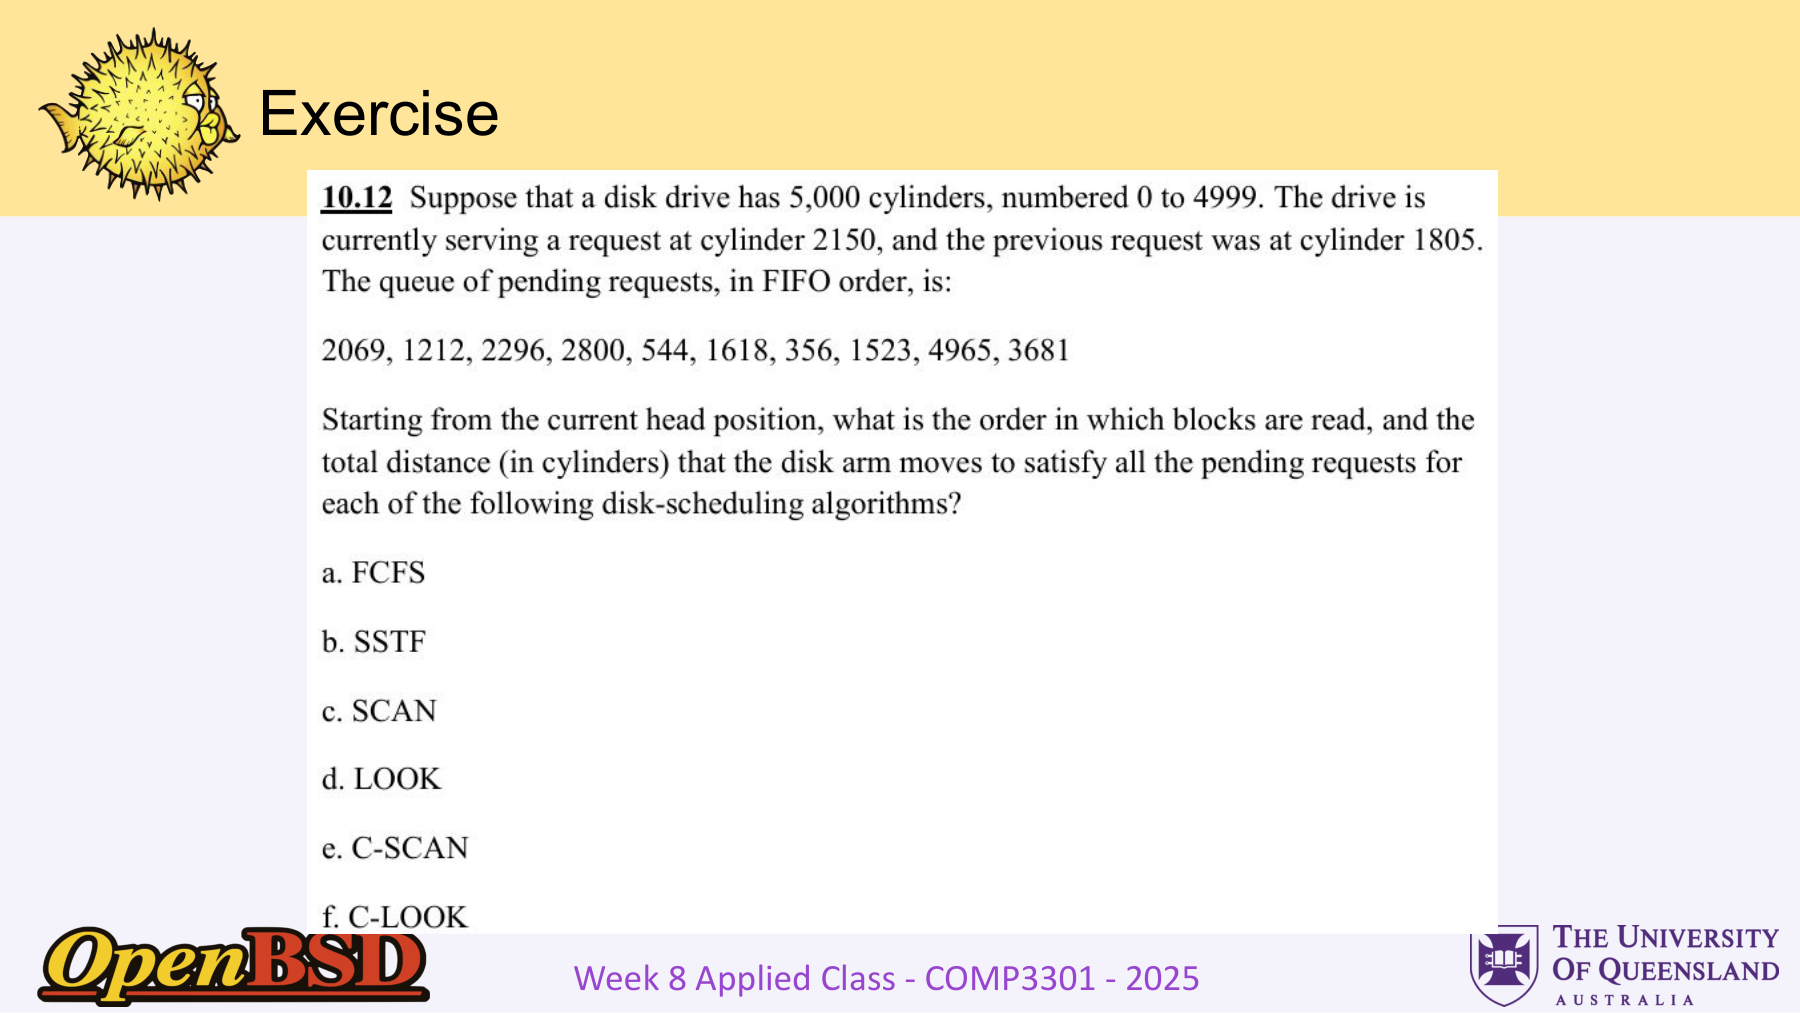 Exercise
10.12 Suppose that a disk drive has 5,000 cylinders, numbered 0 to 4999. The drive is
currently serving a request at cylinder 2150, and the previous request was at cylinder 1805.
The queue of pending requests, in FIFO order, is:
2069, 1212, 2296, 2800, 544, 1618, 356, 1523, 4965, 3681
Starting from the current head position, what is the order in which blocks are read, and the
total distance (in cylinders) that the disk arm moves to satisfy all the pending requests for
each of the following disk-scheduling algorithms?
a. FCFS
b. SSTF
c. SCAN
d. LOOK
e. C-SCAN
f. C-LOOK
OpenBSD
Week 8 Applied Class - COMP3301 - 2025
THE UNIVERSITY
OF QUEENSLAND
AUSTRALIA